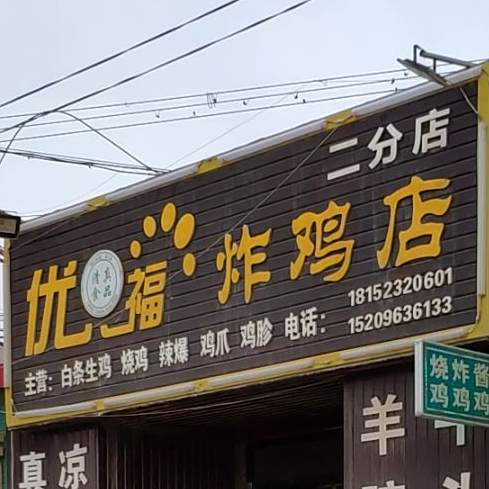 二分店
优福炸鸡店
清真
食品
主营：白条生鸡 烧鸡 辣爆 鸡爪 鸡胗 电话：
18152320601
15209636133
烧炸酱
鸡鸡鸡
真凉
羊